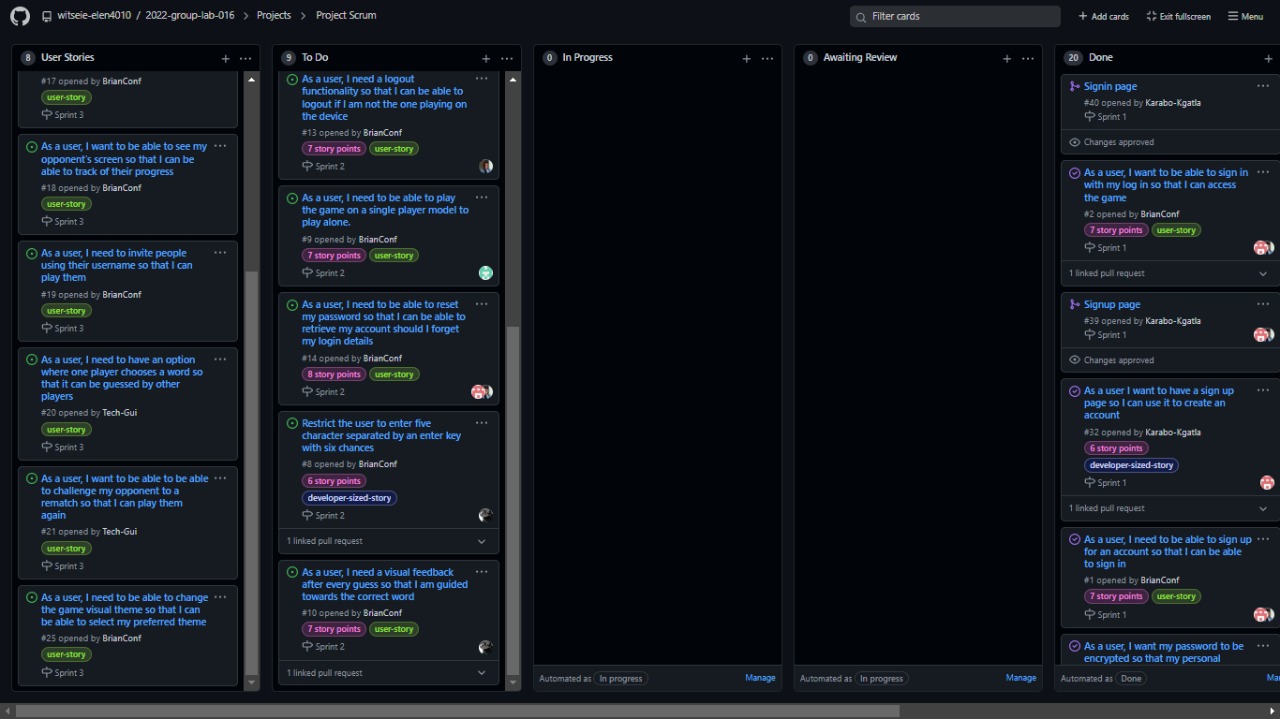 witseie-elen4010 / 2022-group-lab-016 > Projects > Project Scrum
Filter cards
+ Add cards
Exit fullscreen
Menu
8 User Stories + ...
#17 opened by BrianConf
user-story
Sprint 3
As a user, I want to be able to see my ...
opponent's screen so that I can be
able to track of their progress
#18 opened by BrianConf
user-story
Sprint 3
As a user, I need to invite people ...
using their username so that I can
play them
#19 opened by BrianConf
user-story
Sprint 3
As a user, I need to have an option ...
where one player chooses a word so
that it can be guessed by other
players
#20 opened by Tech-Gui
user-story
Sprint 3
As a user, I want to be able to be able ...
to challenge my opponent to a
rematch so that I can play them
again
#21 opened by Tech-Gui
user-story
Sprint 3
As a user, I need to be able to change ...
the game visual theme so that I can
be able to select my preferred theme
#25 opened by BrianConf
user-story
Sprint 3
9 To Do + ...
As a user, I need a logout ...
functionality so that I can be able to
logout if I am not the one playing on
the device
#13 opened by BrianConf
7 story points user-story
Sprint 2
As a user, I need to be able to play ...
the game on a single player model to
play alone.
#9 opened by BrianConf
7 story points user-story
Sprint 2
As a user, I need to be able to reset ...
my password so that I can be able to
retrieve my account should I forget
my login details
#14 opened by BrianConf
8 story points user-story
Sprint 2
Restrict the user to enter five ...
character separated by an enter key
with six chances
#8 opened by BrianConf
6 story points
developer-sized-story
Sprint 2
1 linked pull request
As a user, I need a visual feedback ...
after every guess so that I am guided
towards the correct word
#10 opened by BrianConf
7 story points user-story
Sprint 2
1 linked pull request
0 In Progress + ...
Automated as In progress Manage
0 Awaiting Review + ...
Automated as In progress Manage
20 Done +
Signin page ...
#40 opened by Karabo-Kgatla
Sprint 1
Changes approved
As a user, I want to be able to sign in ...
with my log in so that I can access
the game
#2 opened by BrianConf
7 story points user-story
Sprint 1
1 linked pull request
Signup page ...
#39 opened by Karabo-Kgatla
Sprint 1
Changes approved
As a user I want to have a sign up ...
page so I can use it to create an
account
#32 opened by Karabo-Kgatla
6 story points
developer-sized-story
Sprint 1
1 linked pull request
As a user, I need to be able to sign up ...
for an account so that I can be able
to sign in
#1 opened by BrianConf
7 story points user-story
Sprint 1
As a user, I want my password to be ...
encrypted so that my personal
Automated as Done Ma